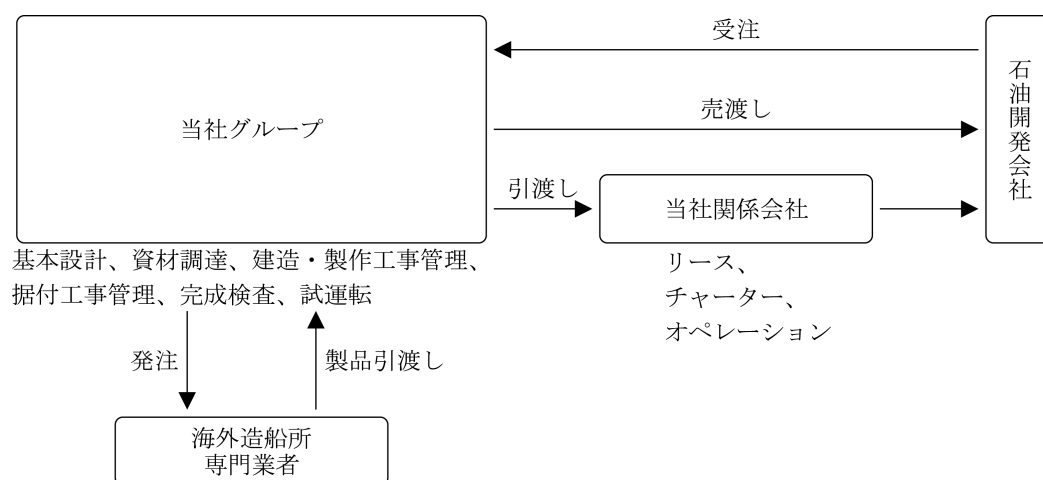 受注
石油開発会社
当社グループ
売渡し
引渡し
当社関係会社
基本設計、資材調達、建造・製作工事管理、
据付工事管理、完成検査、試運転
リース、
チャーター、
オペレーション
発注
製品引渡し
海外造船所
専門業者